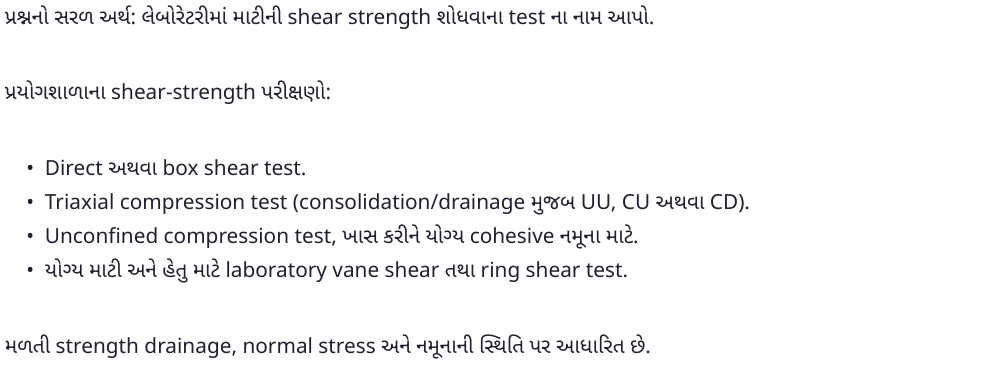 પ્રશ્નનો સરળ અર્થ: લેબોરેટરીમાં માટીની shear strength શોધવાના test ના નામ આપો.
પ્રયોગશાળાના shear-strength પરીક્ષણો:
• Direct અથવા box shear test.
• Triaxial compression test (consolidation/drainage મુજબ UU, CU અથવા CD).
• Unconfined compression test, ખાસ કરીને યોગ્ય cohesive નમૂના માટે.
• યોગ્ય માટી અને હેતુ માટે laboratory vane shear તથા ring shear test.
મળતી strength drainage, normal stress અને નમૂનાની સ્થિતિ પર આધારિત છે.